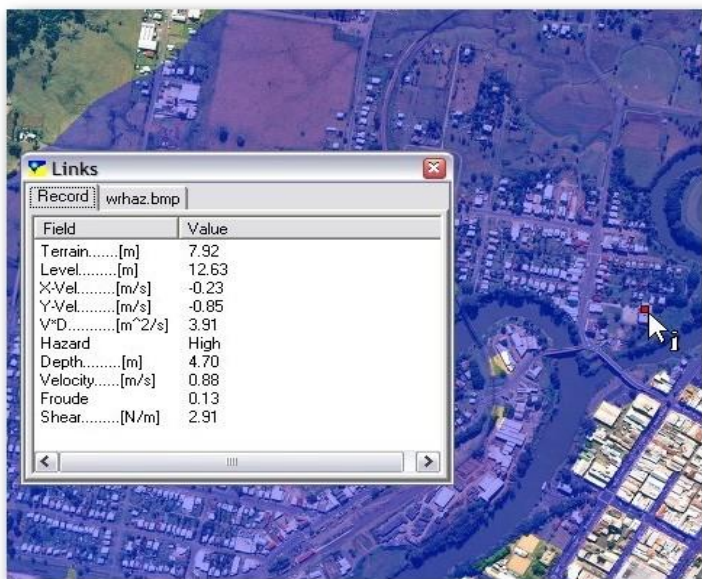 Links
Record wrhaz.bmp
Field Value
Terrain.......[m] 7.92
Level.........[m] 12.63
X-Vel.........[m/s] -0.23
Y-Vel.........[m/s] -0.85
V*D..........[m^2/s] 3.91
Hazard High
Depth........[m] 4.70
Velocity......[m/s] 0.88
Froude 0.13
Shear.........[N/m] 2.91
i